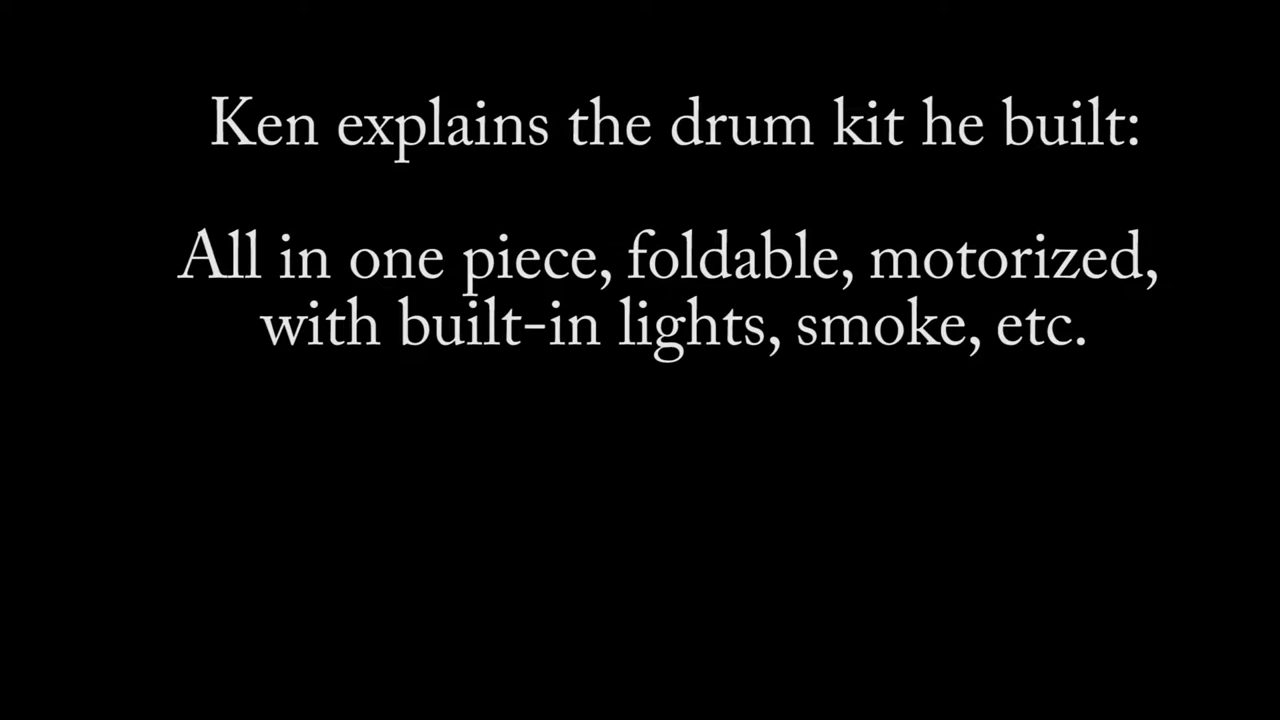 Ken explains the drum kit he built:
All in one piece, foldable, motorized,
with built-in lights, smoke, etc.